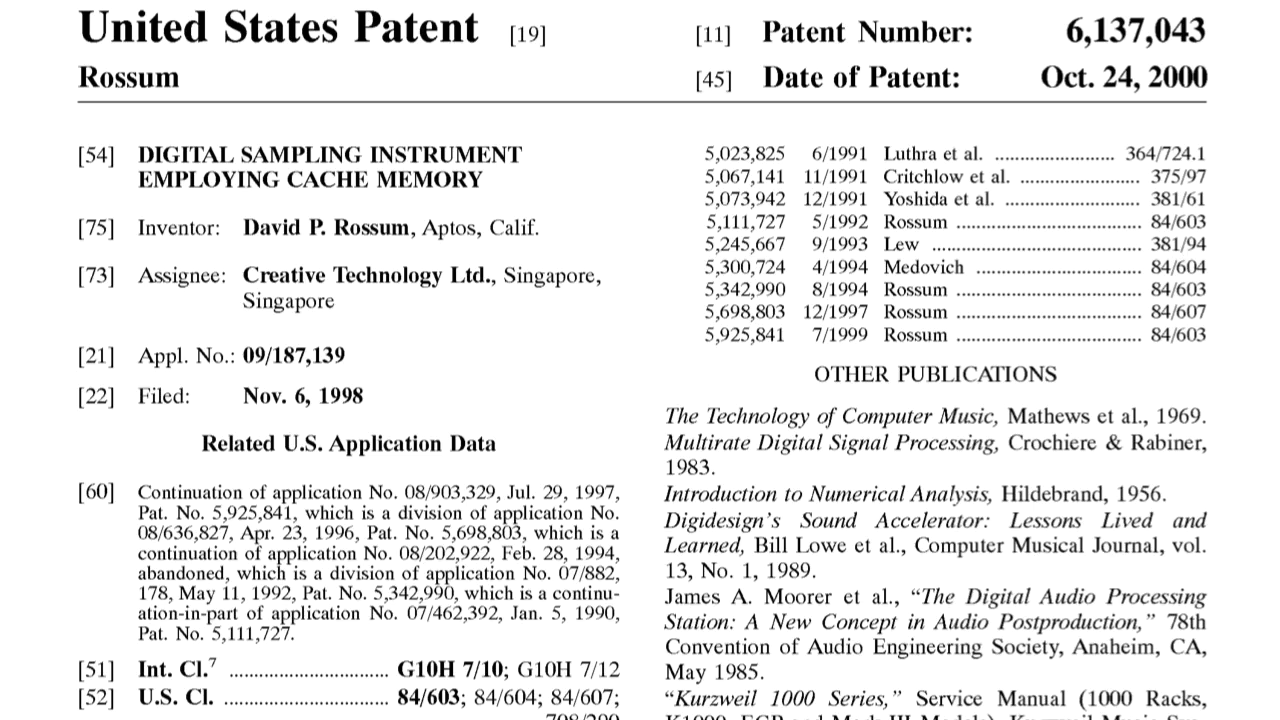 United States Patent [19]
Rossum
[11] Patent Number: 6,137,043
[45] Date of Patent: Oct. 24, 2000
[54] DIGITAL SAMPLING INSTRUMENT
EMPLOYING CACHE MEMORY
[75] Inventor: David P. Rossum, Aptos, Calif.
[73] Assignee: Creative Technology Ltd., Singapore,
Singapore
[21] Appl. No.: 09/187,139
[22] Filed: Nov. 6, 1998
Related U.S. Application Data
[60] Continuation of application No. 08/903,329, Jul. 29, 1997,
Pat. No. 5,925,841, which is a division of application No.
08/636,827, Apr. 23, 1996, Pat. No. 5,698,803, which is a
continuation of application No. 08/202,922, Feb. 28, 1994,
abandoned, which is a division of application No. 07/882,
178, May 11, 1992, Pat. No. 5,342,990, which is a continu-
ation-in-part of application No. 07/462,392, Jan. 5, 1990,
Pat. No. 5,111,727.
[51] Int. Cl.7 ................................ G10H 7/10; G10H 7/12
[52] U.S. Cl. ................................. 84/603; 84/604; 84/607;
708/290
5,023,825 6/1991 Luthra et al. ........................ 364/724.1
5,067,141 11/1991 Critchlow et al. ........................ 375/97
5,073,942 12/1991 Yoshida et al. ........................... 381/61
5,111,727 5/1992 Rossum ..................................... 84/603
5,245,667 9/1993 Lew .......................................... 381/94
5,300,724 4/1994 Medovich ................................. 84/604
5,342,990 8/1994 Rossum ..................................... 84/603
5,698,803 12/1997 Rossum ..................................... 84/607
5,925,841 7/1999 Rossum ..................................... 84/603
OTHER PUBLICATIONS
The Technology of Computer Music, Mathews et al., 1969.
Multirate Digital Signal Processing, Crochiere & Rabiner,
1983.
Introduction to Numerical Analysis, Hildebrand, 1956.
Digidesign's Sound Accelerator: Lessons Lived and
Learned, Bill Lowe et al., Computer Musical Journal, vol.
13, No. 1, 1989.
James A. Moorer et al., “The Digital Audio Processing
Station: A New Concept in Audio Postproduction,” 78th
Convention of Audio Engineering Society, Anaheim, CA,
May 1985.
“Kurzweil 1000 Series,” Service Manual (1000 Racks,